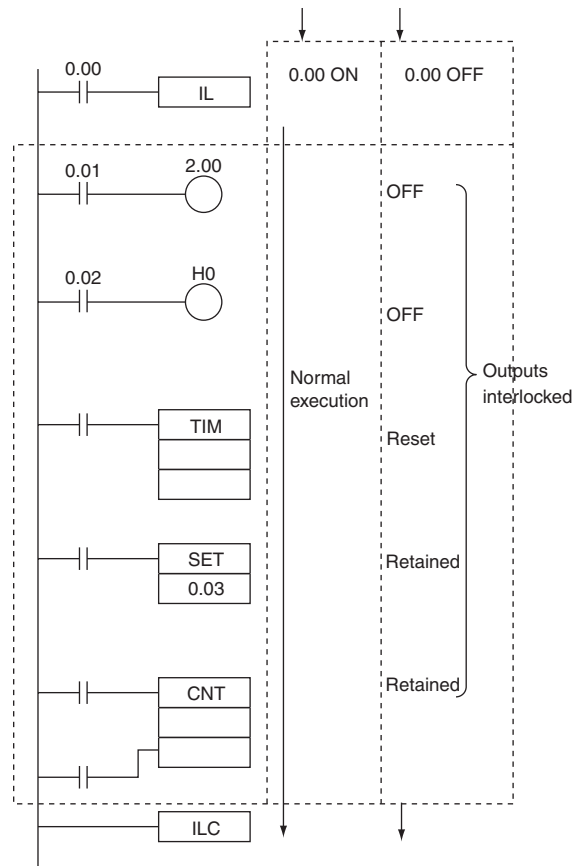 0.00
IL
0.00 ON
0.00 OFF
0.01
2.00
OFF
0.02
H0
OFF
Normal
execution
Outputs
interlocked
TIM
Reset
SET
0.03
Retained
CNT
Retained
ILC